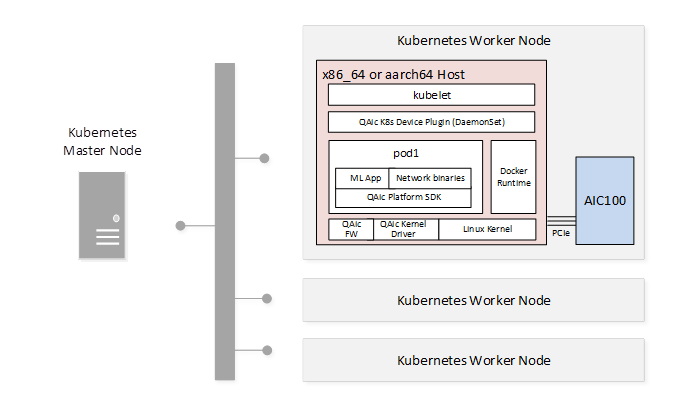 Kubernetes Worker Node
x86_64 or aarch64 Host
kubelet
QAic K8s Device Plugin (DaemonSet)
Kubernetes
Master Node
pod1
ML App
Network binaries
QAic Platform SDK
Docker
Runtime
AIC100
QAic
FW
QAic Kernel
Driver
Linux Kernel
PCIe
Kubernetes Worker Node
Kubernetes Worker Node